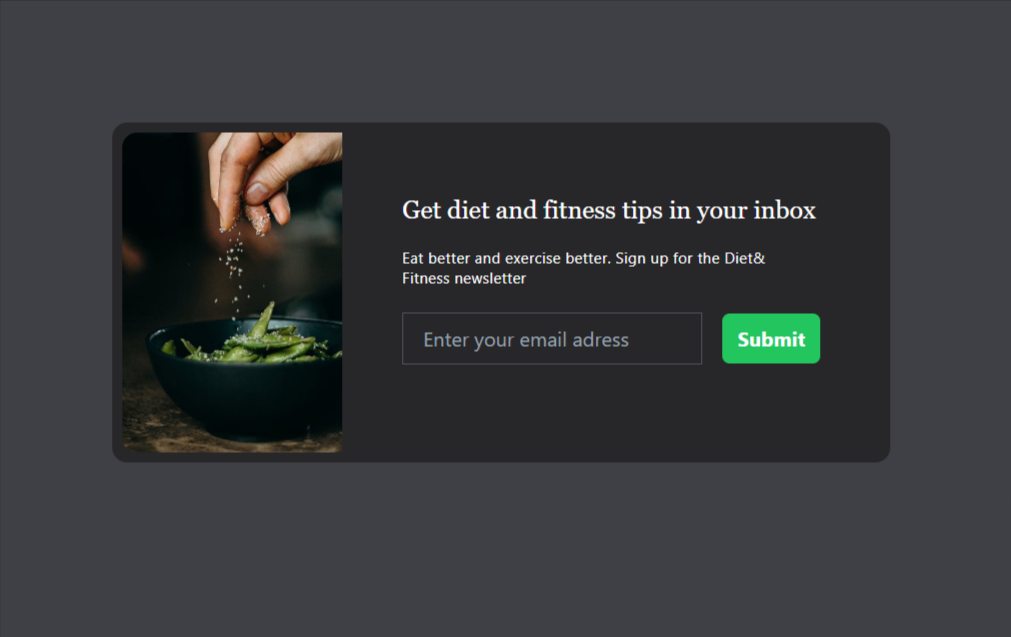 Get diet and fitness tips in your inbox
Eat better and exercise better. Sign up for the Diet&
Fitness newsletter
Enter your email adress
Submit